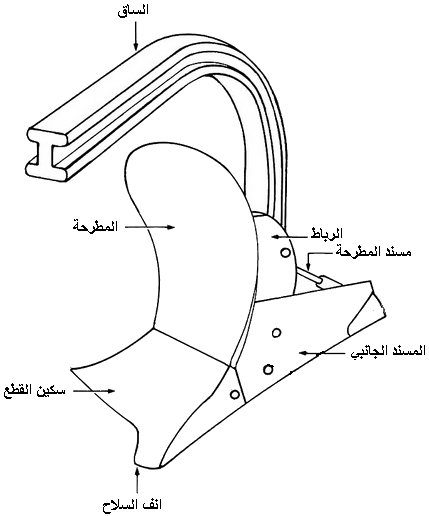 الساق
المطرحة
الرباط
مسند المطرحة
المسند الجانبي
سكين القطع
انف السلاح